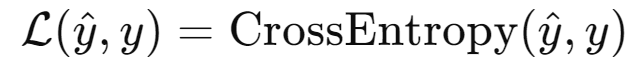 ℒ(ŷ, y) = CrossEntropy(ŷ, y)